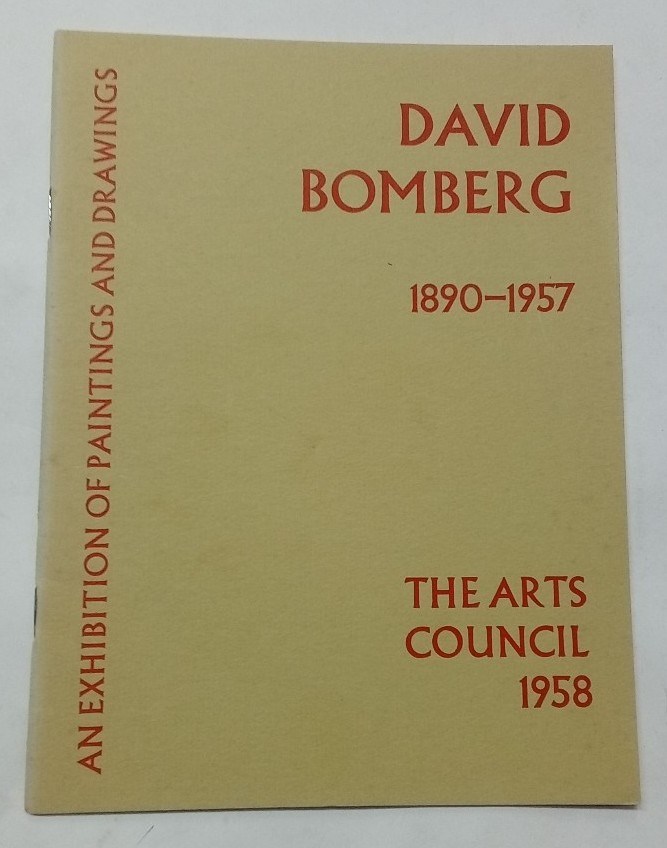 DAVID
BOMBERG
1890–1957
AN EXHIBITION OF PAINTINGS AND DRAWINGS
THE ARTS
COUNCIL
1958